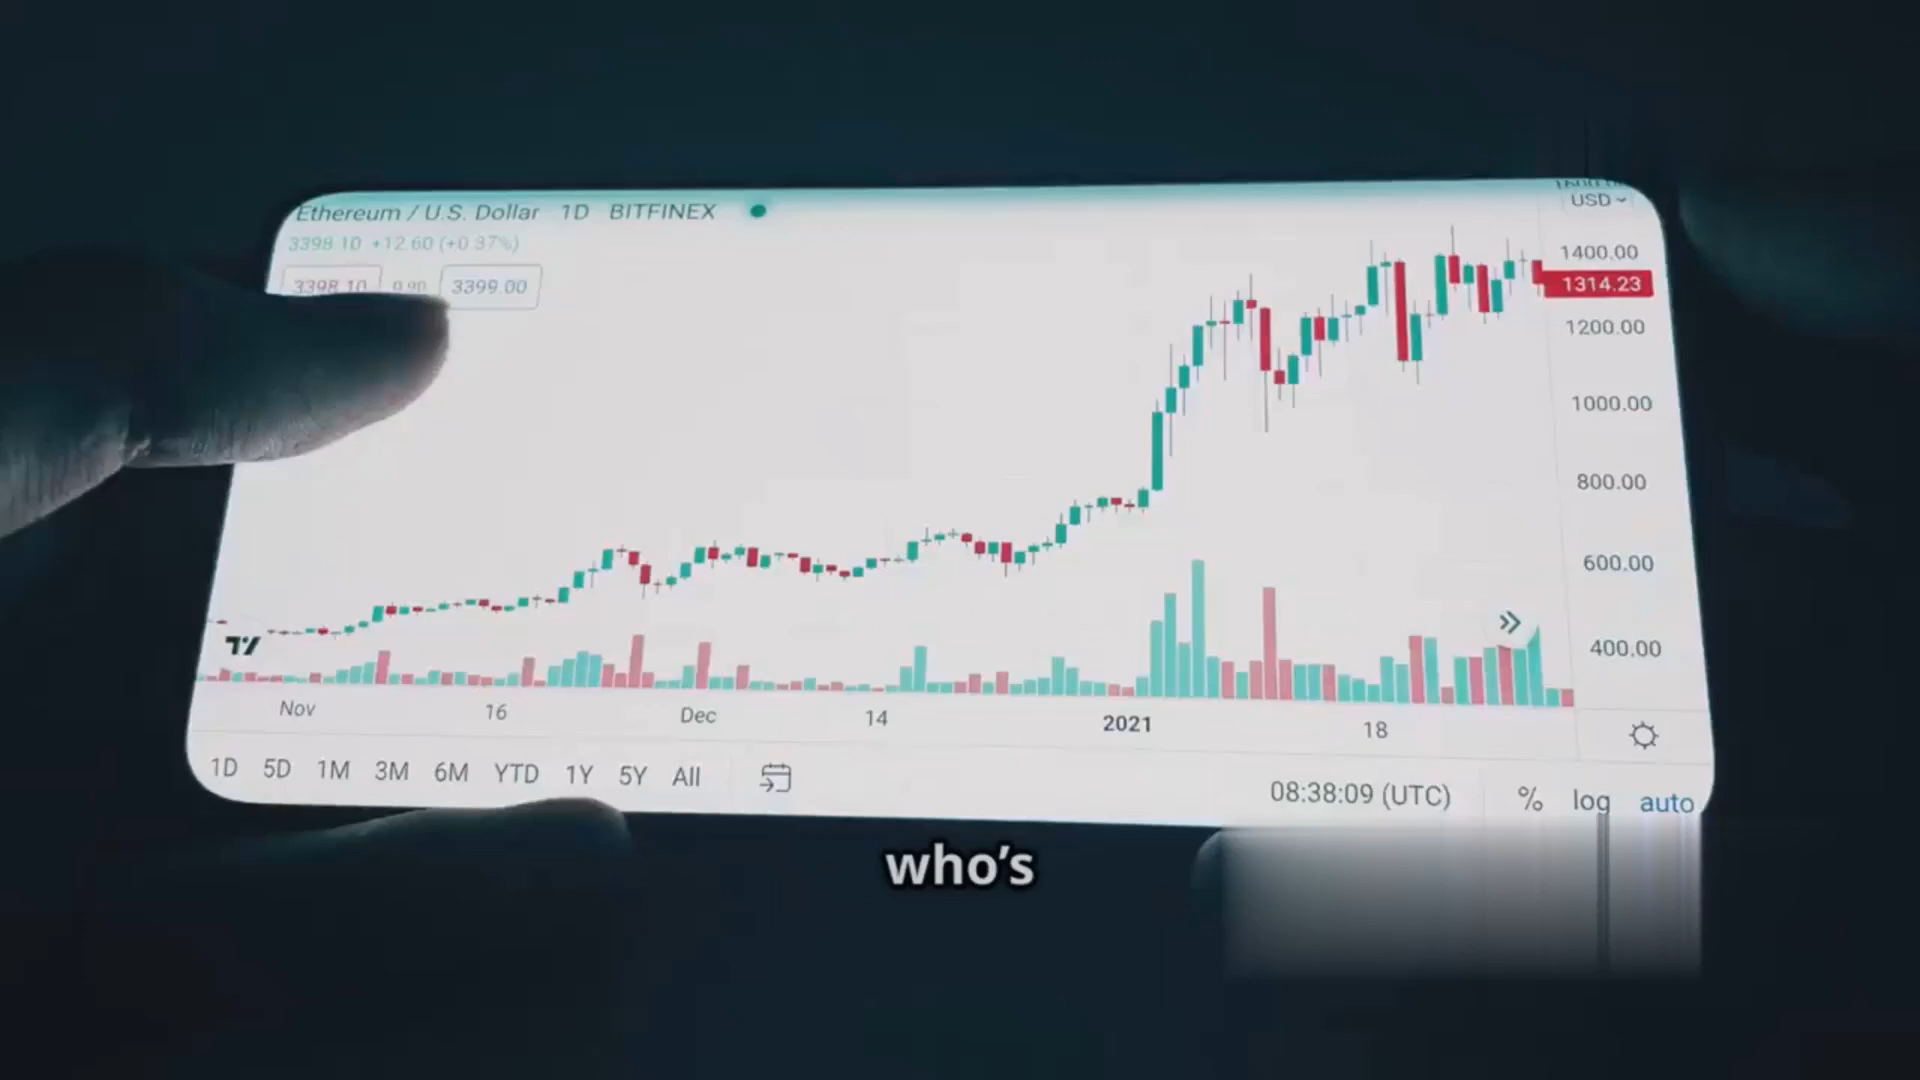 Ethereum / U.S. Dollar 1D BITFINEX
USD
3398.10 +12.60 (+0.37%)
3398.10 0.90 3399.00
1400.00
1314.23
1200.00
1000.00
800.00
600.00
400.00
Nov 16 Dec 14 2021 18
1D 5D 1M 3M 6M YTD 1Y 5Y All
08:38:09 (UTC) % log auto
who's